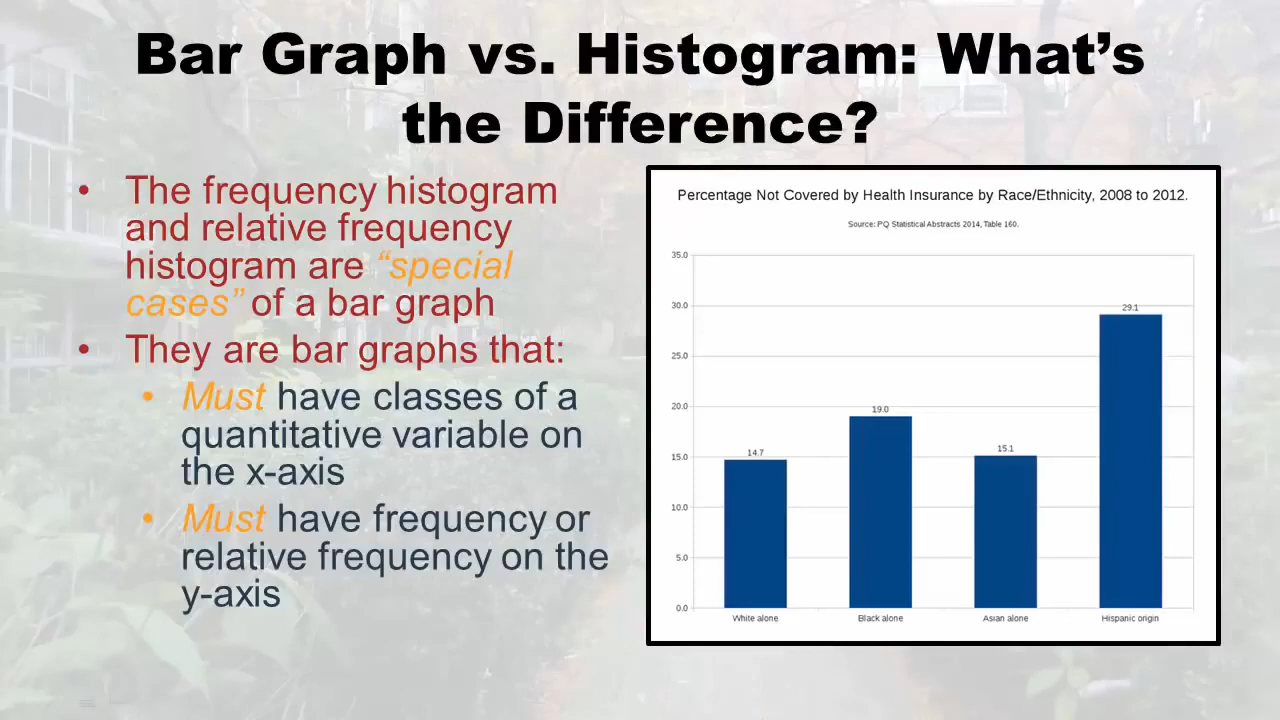 Bar Graph vs. Histogram: What’s
the Difference?
• The frequency histogram
and relative frequency
histogram are “special
cases” of a bar graph
• They are bar graphs that:
• Must have classes of a
quantitative variable on
the x-axis
• Must have frequency or
relative frequency on the
y-axis
Percentage Not Covered by Health Insurance by Race/Ethnicity, 2008 to 2012.
Source: PQ Statistical Abstracts 2014, Table 160.
35.0
30.0
25.0
20.0
15.0
10.0
5.0
0.0
14.7
19.0
15.1
29.1
White alone
Black alone
Asian alone
Hispanic origin